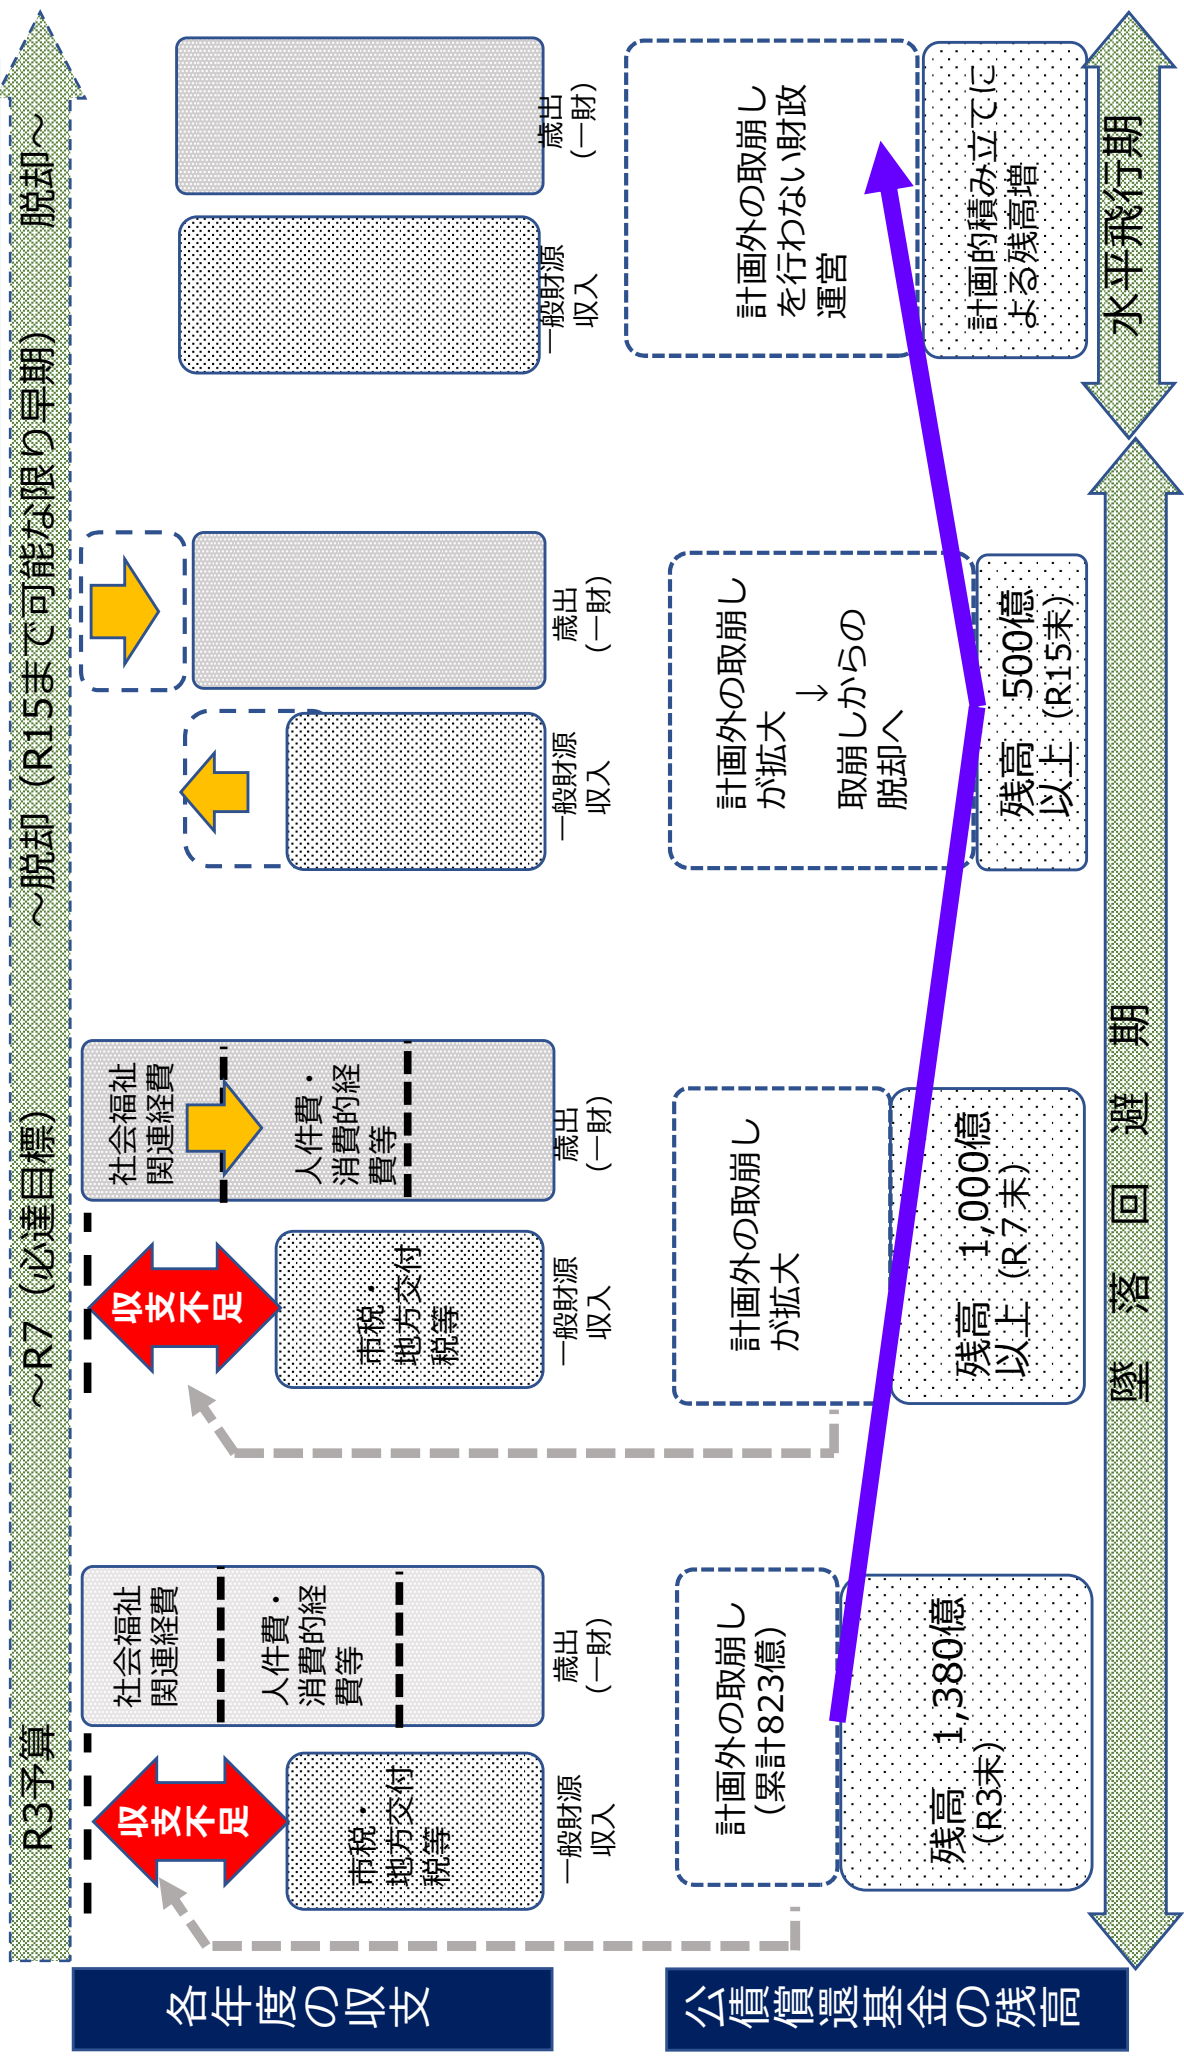 R3予算
～R7（必達目標）
～脱却（R15まで可能な限り早期）
脱却～
各年度の収支
収支不足
市税・
地方交付
税等
一般財源
収入
社会福祉
関連経費
人件費・
消費的経
費等
歳出
(一財)
収支不足
市税・
地方交付
税等
一般財源
収入
社会福祉
関連経費
人件費・
消費的経
費等
歳出
(一財)
一般財源
収入
歳出
(一財)
一般財源
収入
歳出
(一財)
公債償還基金の残高
計画外の取崩し
（累計823億）
残高　1,380億
（R3末）
計画外の取崩し
が拡大
残高　1,000億
以上（R７末）
計画外の取崩し
が拡大
↓
取崩しからの
脱却へ
残高　500億
以上（R15末）
計画外の取崩し
を行わない財政
運営
計画的積み立てに
よる残高増
墜落回避期
水平飛行期